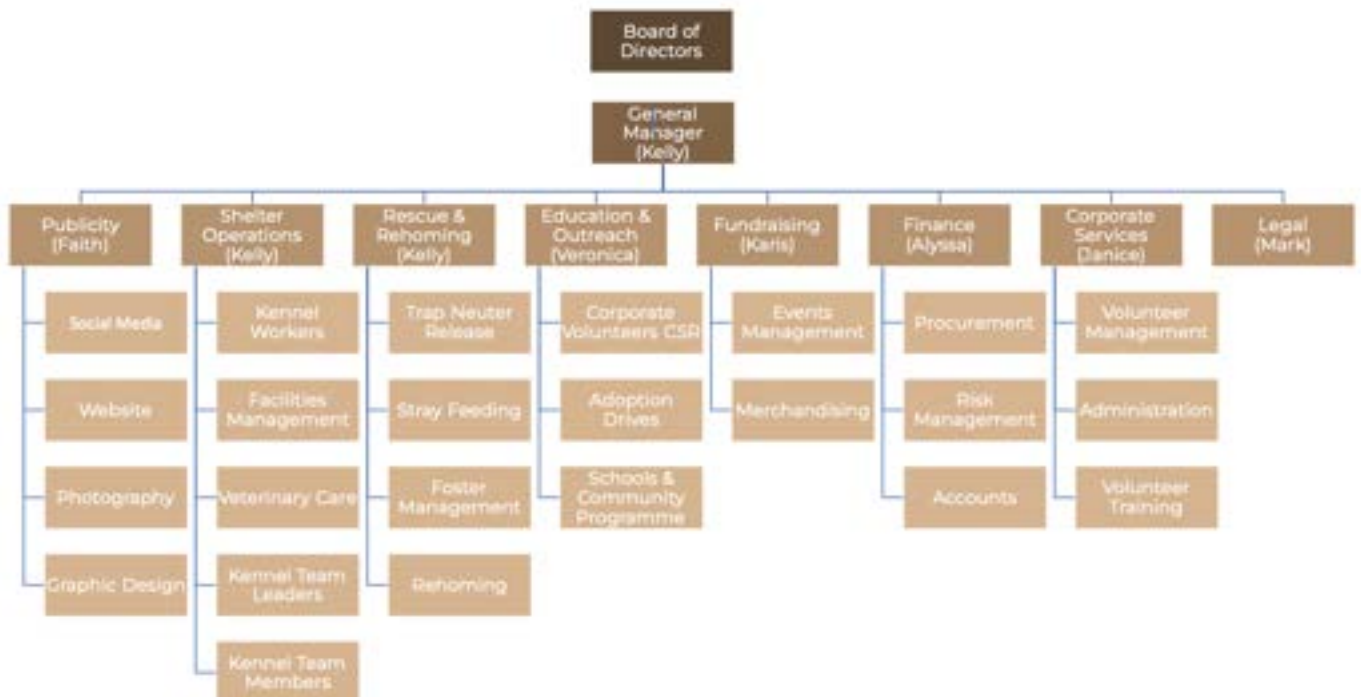 Board of
Directors
General
Manager
(Kelly)
Publicity
(Faith)
Shelter
Operations
(Kelly)
Rescue &
Rehoming
(Kelly)
Education &
Outreach
(Veronica)
Fundraising
(Karis)
Finance
(Alyssa)
Corporate
Services
(Janice)
Legal
(Mark)
Social Media
Website
Photography
Graphic Design
Kennel
Workers
Facilities
Management
Veterinary Care
Kennel Team
Leaders
Kennel Team
Members
Trap Neuter
Release
Stray Feeding
Foster
Management
Rehoming
Corporate
Volunteers CSR
Adoption
Drives
Schools &
Community
Programme
Events
Management
Merchandising
Procurement
Risk
Management
Accounts
Volunteer
Management
Administration
Volunteer
Training